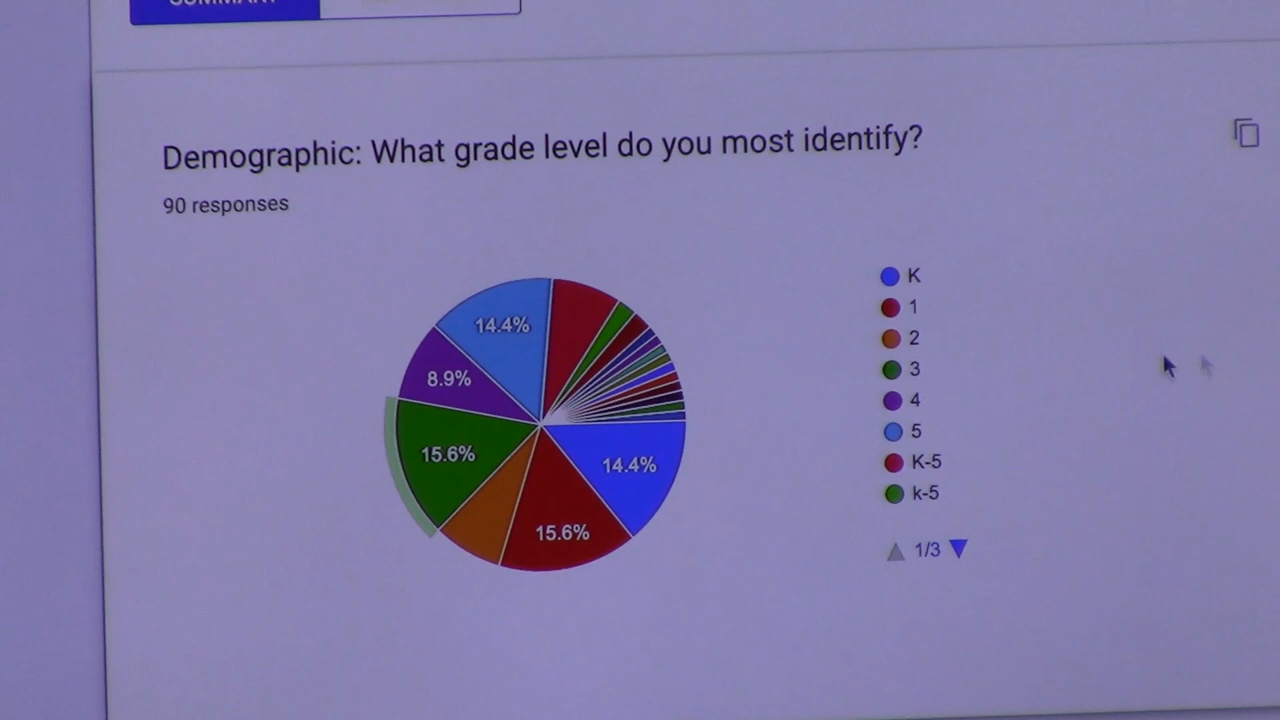 SUMMARY
Demographic: What grade level do you most identify?
90 responses
14.4%
8.9%
15.6%
15.6%
14.4%
K
1
2
3
4
5
K-5
k-5
1/3